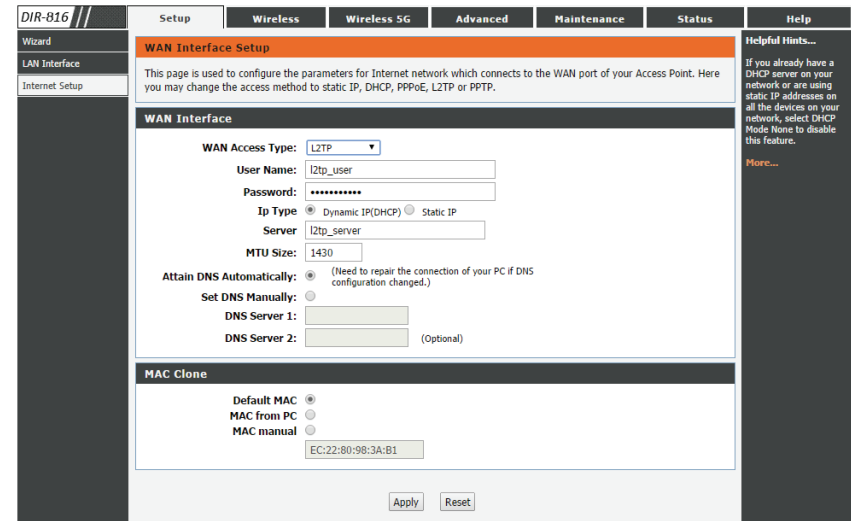 DIR-816
Setup
Wireless
Wireless 5G
Advanced
Maintenance
Status
Help
Wizard
LAN Interface
Internet Setup
WAN Interface Setup
This page is used to configure the parameters for Internet network which connects to the WAN port of your Access Point. Here
you may change the access method to static IP, DHCP, PPPoE, L2TP or PPTP.
WAN Interface
WAN Access Type: L2TP
User Name: l2tp_user
Password: •••••••••••
Ip Type Dynamic IP(DHCP) Static IP
Server l2tp_server
MTU Size: 1430
Attain DNS Automatically: (Need to repair the connection of your PC if DNS
configuration changed.)
Set DNS Manually:
DNS Server 1:
DNS Server 2: (Optional)
MAC Clone
Default MAC
MAC from PC
MAC manual
EC:22:80:98:3A:B1
Apply Reset
Helpful Hints...
If you already have a
DHCP server on your
network or are using
static IP addresses on
all the devices on your
network, select DHCP
Mode None to disable
this feature.
More...